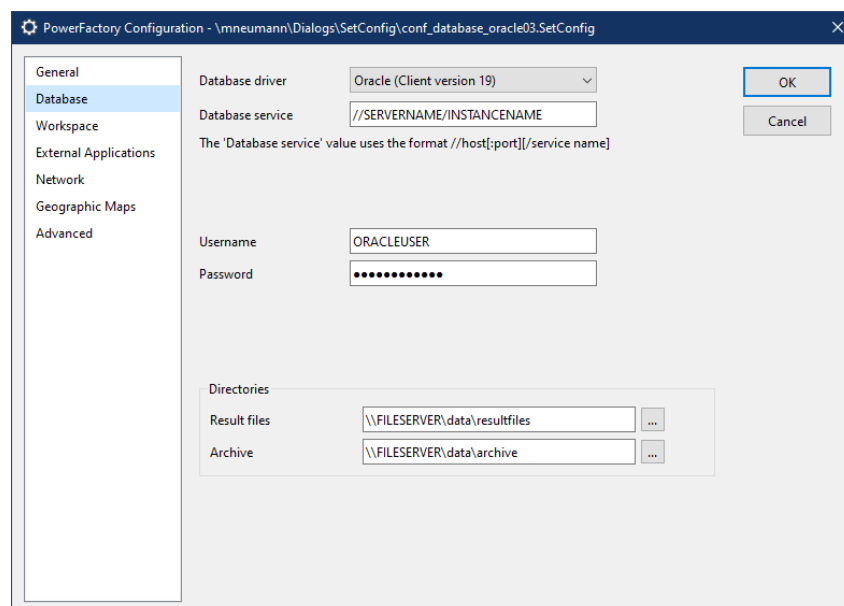 PowerFactory Configuration - \mneumann\Dialogs\SetConfig\conf_database_oracle03.SetConfig
General
Database
Workspace
External Applications
Network
Geographic Maps
Advanced
Database driver
Oracle (Client version 19)
Database service
//SERVERNAME/INSTANCENAME
The 'Database service' value uses the format //host[:port][/service name]
Username
ORACLEUSER
Password
●●●●●●●●●●●●
Directories
Result files
\\FILESERVER\data\resultfiles
...
Archive
\\FILESERVER\data\archive
...
OK
Cancel